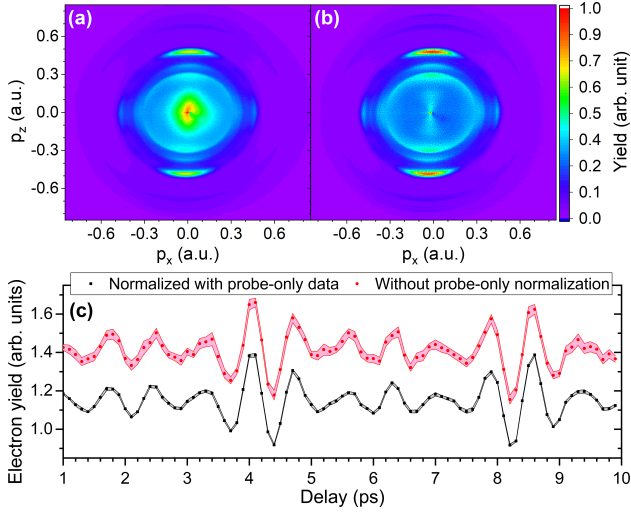 (a) (b)
0.6
0.3
0.0
-0.3
-0.6
p_z (a.u.)
-0.6 -0.3 0.0 0.3 0.6 -0.6 -0.3 0.0 0.3 0.6
p_x (a.u.) p_x (a.u.)
1.0
0.9
0.8
0.7
0.6
0.5
0.4
0.3
0.2
0.1
0.0
Yield (arb. unit)
Normalized with probe-only data Without probe-only normalization
(c)
1.6
1.4
1.2
1.0
Electron yield (arb. units)
1 2 3 4 5 6 7 8 9 10
Delay (ps)